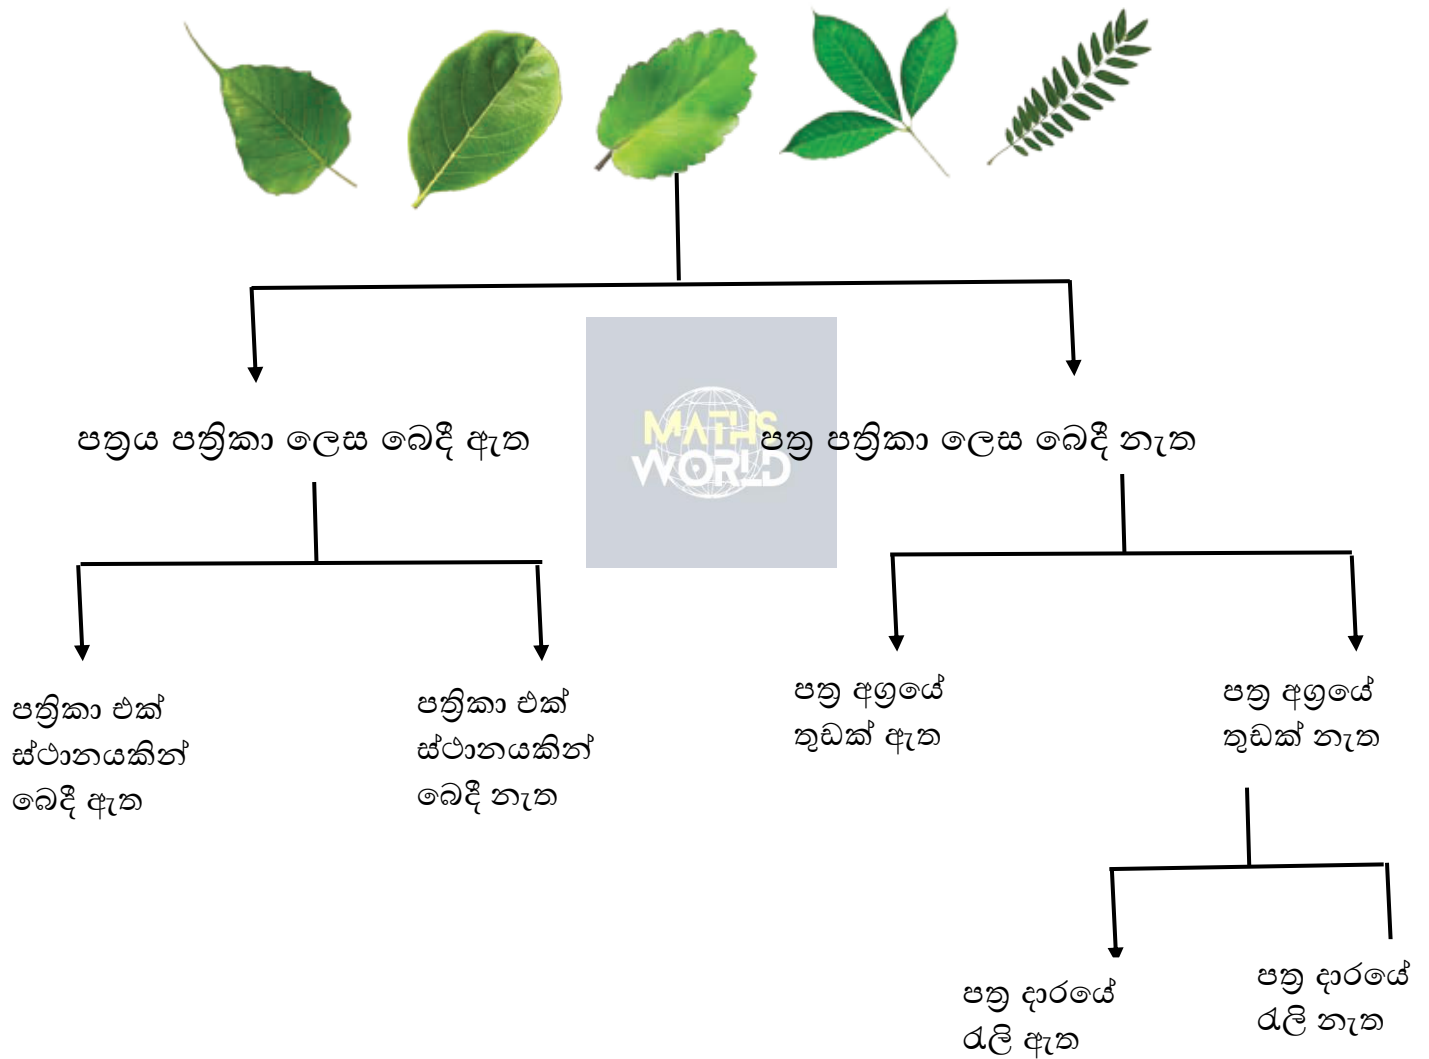 MATHS
WORLD
පත්‍රය පත්‍රිකා ලෙස බෙදී ඇත
පත්‍ර පත්‍රිකා ලෙස බෙදී නැත
පත්‍රිකා එක්
ස්ථානයකින්
බෙදී ඇත
පත්‍රිකා එක්
ස්ථානයකින්
බෙදී නැත
පත්‍ර අග්‍රයේ
තුඩක් ඇත
පත්‍ර අග්‍රයේ
තුඩක් නැත
පත්‍ර දාරයේ
රැලි ඇත
පත්‍ර දාරයේ
රැලි නැත